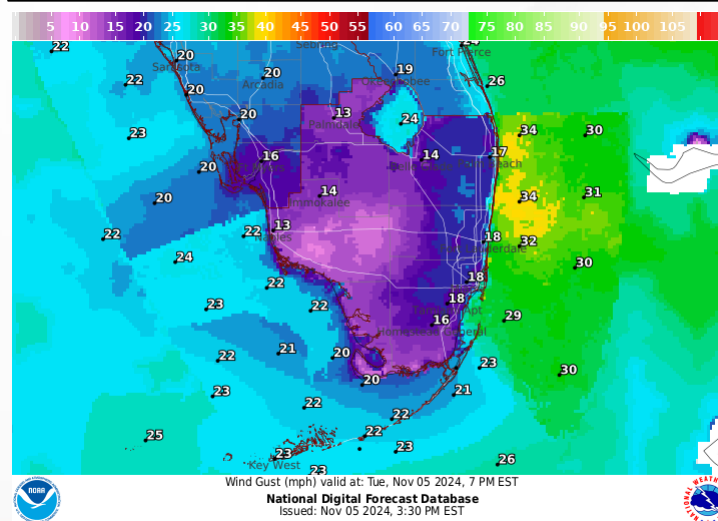 5 10 15 20 25 30 35 40 45 50 55 60 65 70 75 80 85 90 95 100 105
22 20 19 Fort Pierce
Sarasota 20 Okeechobee
22 20 Arcadia 26
20 13 24
23 Palmdale 34 30
16 14 17
20 14 Immokalee 34 31
20
22 22 13 18 32
24 Naples 30
22 18
23 22 18 29
16
22 21 20 23
23 20 21 30
22 22
25 22 23
23 26
Key West
23
Wind Gust (mph) valid at: Tue, Nov 05 2024, 7 PM EST
National Digital Forecast Database
Issued: Nov 05 2024, 3:30 PM EST
NOAA